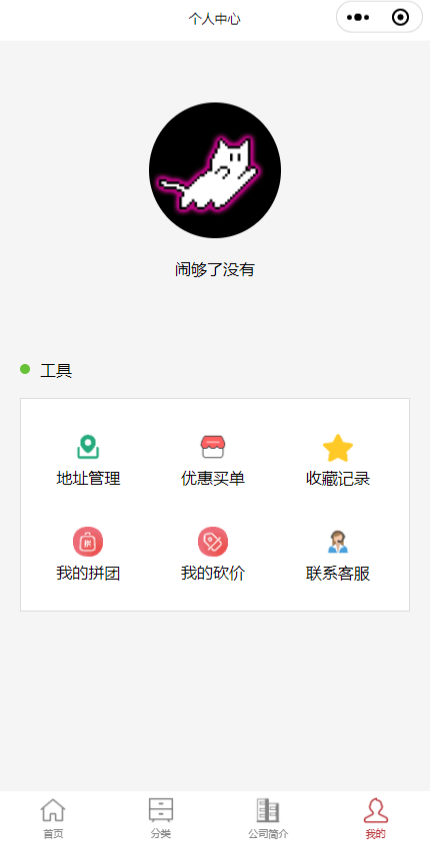 个人中心
闹够了没有
工具
地址管理 优惠买单 收藏记录
拼
我的拼团 我的砍价 联系客服
首页 分类 公司简介 我的